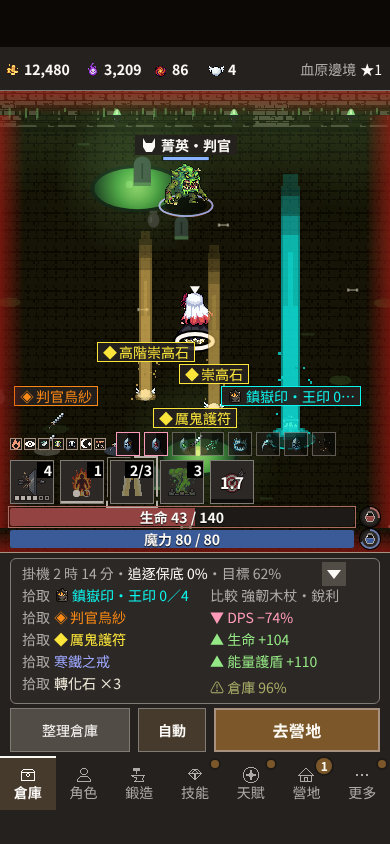 12,480 3,209 86 4 血原邊境 ★1
菁英・判官
高階崇高石
崇高石
判官烏紗
鎮嶽印・王印 0⋯
厲鬼護符
4 1 2/3 3 1
生命 43 / 140
魔力 80 / 80
掛機 2 時 14 分・追逐保底 0%・目標 62%
拾取 鎮嶽印・王印 0／4
拾取 判官烏紗
拾取 厲鬼護符
拾取 寒鐵之戒
拾取 轉化石 ×3
比較 強韌木杖・銳利
▼ DPS −74%
▲ 生命 +104
▲ 能量護盾 +110
⚠ 倉庫 96%
整理倉庫 自動 去營地
倉庫 角色 鍛造 技能 天賦 營地 1 更多